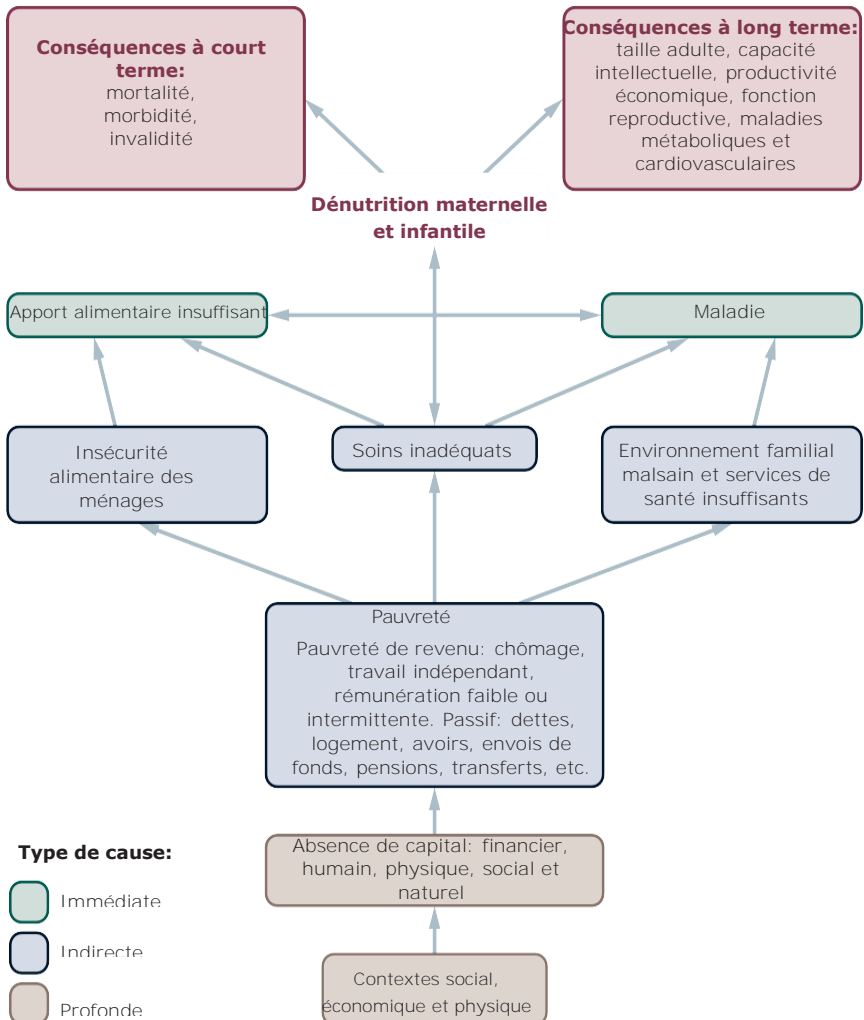 Conséquences à court
terme:
mortalité,
morbidité,
invalidité
Conséquences à long terme:
taille adulte, capacité
intellectuelle, productivité
économique, fonction
reproductive, maladies
métaboliques et
cardiovasculaires
Dénutrition maternelle
et infantile
Apport alimentaire insuffisant
Maladie
Insécurité
alimentaire des
ménages
Soins inadéquats
Environnement familial
malsain et services de
santé insuffisants
Pauvreté
Pauvreté de revenu: chômage,
travail indépendant,
rémunération faible ou
intermittente. Passif: dettes,
logement, avoirs, envois de
fonds, pensions, transferts, etc.
Absence de capital: financier,
humain, physique, social et
naturel
Contextes social,
économique et physique
Type de cause:
Immédiate
Indirecte
Profonde